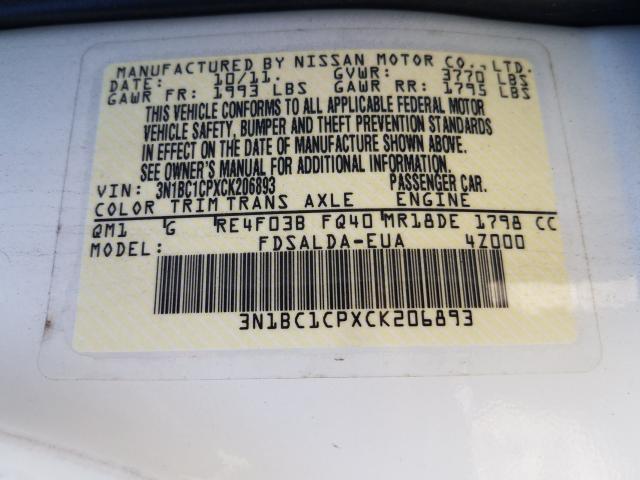 MANUFACTURED BY NISSAN MOTOR CO., LTD.
DATE: 10/11. GVWR: 3770 LBS
GAWR FR: 1993 LBS GAWR RR: 1795 LBS
THIS VEHICLE CONFORMS TO ALL APPLICABLE FEDERAL MOTOR
VEHICLE SAFETY, BUMPER AND THEFT PREVENTION STANDARDS
IN EFFECT ON THE DATE OF MANUFACTURE SHOWN ABOVE.
SEE OWNER'S MANUAL FOR ADDITIONAL INFORMATION.
VIN: 3N1BC1CPXCK206893 PASSENGER CAR.
COLOR TRIM TRANS AXLE ENGINE
QM1 G RE4F03B FQ40 MR18DE 1798 CC
MODEL: FDSALDA-EUA 4Z000
3N1BC1CPXCK206893